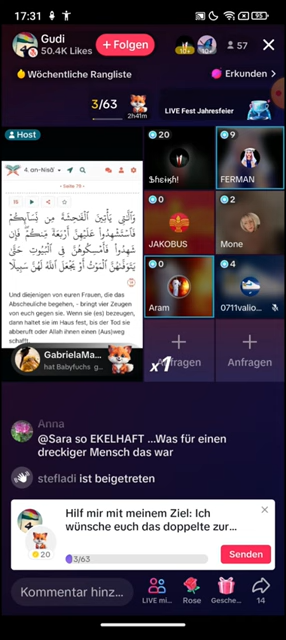 17:31
95
Gudi
50.4K Likes
+ Folgen
10+
10+
57
Wöchentliche Rangliste
Erkunden >
3/63
2h41m
LIVE Fest Jahresfeier
Host
4. an-Nisāʾ
- Seite 79 -
15
وَٱلَّـٰتِي يَأْتِينَ ٱلْفَـٰحِشَةَ مِن نِّسَآئِكُمْ
فَٱسْتَشْهِدُوا۟ عَلَيْهِنَّ أَرْبَعَةً مِّنكُمْ ۖ فَإِن
شَهِدُوا۟ فَأَمْسِكُوهُنَّ فِي ٱلْبُيُوتِ حَتَّىٰ
يَتَوَفَّىٰهُنَّ ٱلْمَوْتُ أَوْ يَجْعَلَ ٱللَّهُ لَهُنَّ سَبِيلًا
Und diejenigen von euren Frauen, die das
Abscheuliche begehen, - bringt vier Zeugen
von euch gegen sie. Wenn sie (es) bezeugen,
dann haltet sie im Haus fest, bis der Tod sie
abberuft oder Allah ihnen einen (Aus)weg
schafft.
GabrielaMa...
hat Babyfuchs g...
x1
20
9
FERMAN
0
JAKOBUS
2
Mone
0
Aram
4
0711valio...
Anfragen
Anfragen
Anna
@Sara so EKELHAFT ...Was für einen
dreckiger Mensch das war
stefladi ist beigetreten
Hilf mir mit meinem Ziel: Ich
wünsche euch das doppelte zur...
20
3/63
Senden
Kommentar hinz...
LIVE mi...
Rose
Gesche...
14